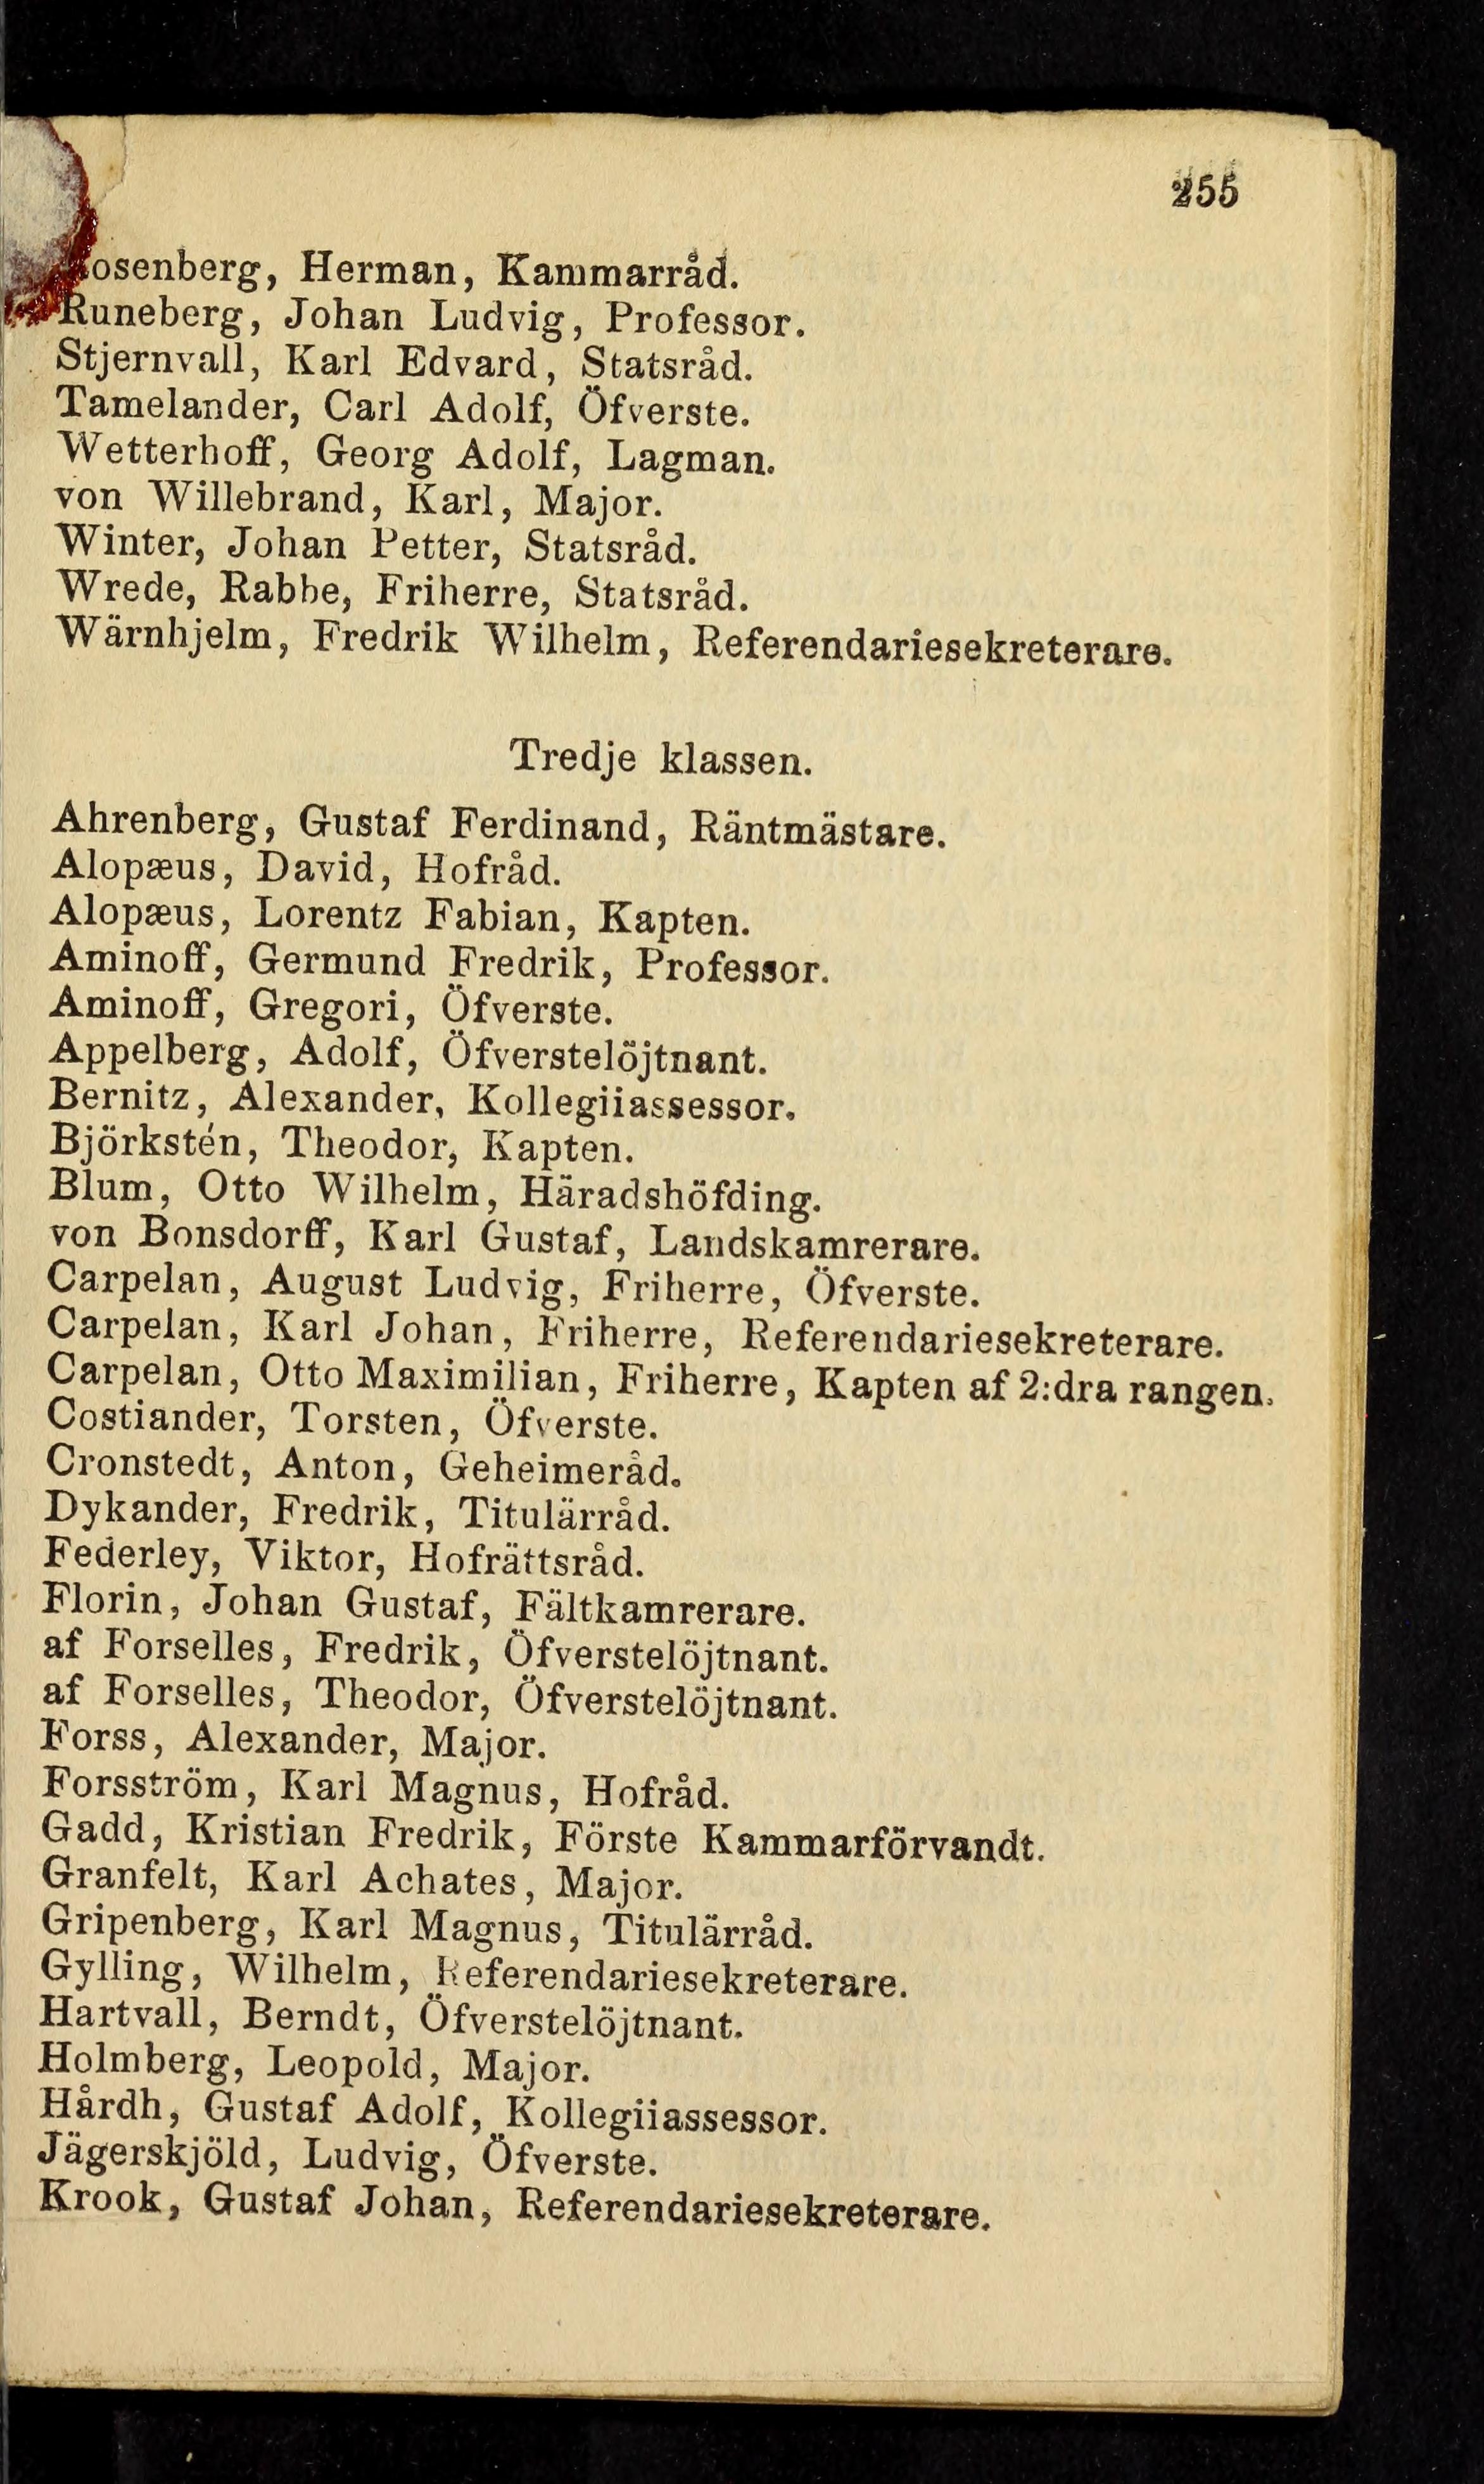 255
Rosenberg, Herman, Kammarråd.
Runeberg, Johan Ludvig, Professor.
Stjernvall, Karl Edvard, Statsråd.
Tamelander, Carl Adolf, Öfverste.
Wetterhoff, Georg Adolf, Lagman.
von Willebrand, Karl, Major.
Winter, Johan Petter, Statsråd.
Wrede, Rabbe, Friherre, Statsråd.
Wärnhjelm, Fredrik Wilhelm, Referendariesekreterare.
Tredje klassen.
Ahrenberg, Gustaf Ferdinand, Räntmästare.
Alopæus, David, Hofråd.
Alopæus, Lorentz Fabian, Kapten.
Aminoff, Germund Fredrik, Professor.
Aminoff, Gregori, Öfverste.
Appelberg, Adolf, Öfverstelöjtnant.
Bernitz, Alexander, Kollegiiassessor.
Björkstén, Theodor, Kapten.
Blum, Otto Wilhelm, Häradshöfding.
von Bonsdorff, Karl Gustaf, Landskamrerare.
Carpelan, August Ludvig, Friherre, Öfverste.
Carpelan, Karl Johan, Friherre, Referendariesekreterare.
Carpelan, Otto Maximilian, Friherre, Kapten af 2:dra rangen.
Costiander, Torsten, Öfverste.
Cronstedt, Anton, Geheimeråd.
Dykander, Fredrik, Titulärråd.
Federley, Viktor, Hofrättsråd.
Florin, Johan Gustaf, Fältkamrerare.
af Forselles, Fredrik, Öfverstelöjtnant.
af Forselles, Theodor, Öfverstelöjtnant.
Forss, Alexander, Major.
Forsström, Karl Magnus, Hofråd.
Gadd, Kristian Fredrik, Förste Kammarförvandt.
Granfelt, Karl Achates, Major.
Gripenberg, Karl Magnus, Titulärråd.
Gylling, Wilhelm, Referendariesekreterare.
Hartvall, Berndt, Öfverstelöjtnant.
Holmberg, Leopold, Major.
Hårdh, Gustaf Adolf, Kollegiiassessor.
Jägerskjöld, Ludvig, Öfverste.
Krook, Gustaf Johan, Referendariesekreterare.